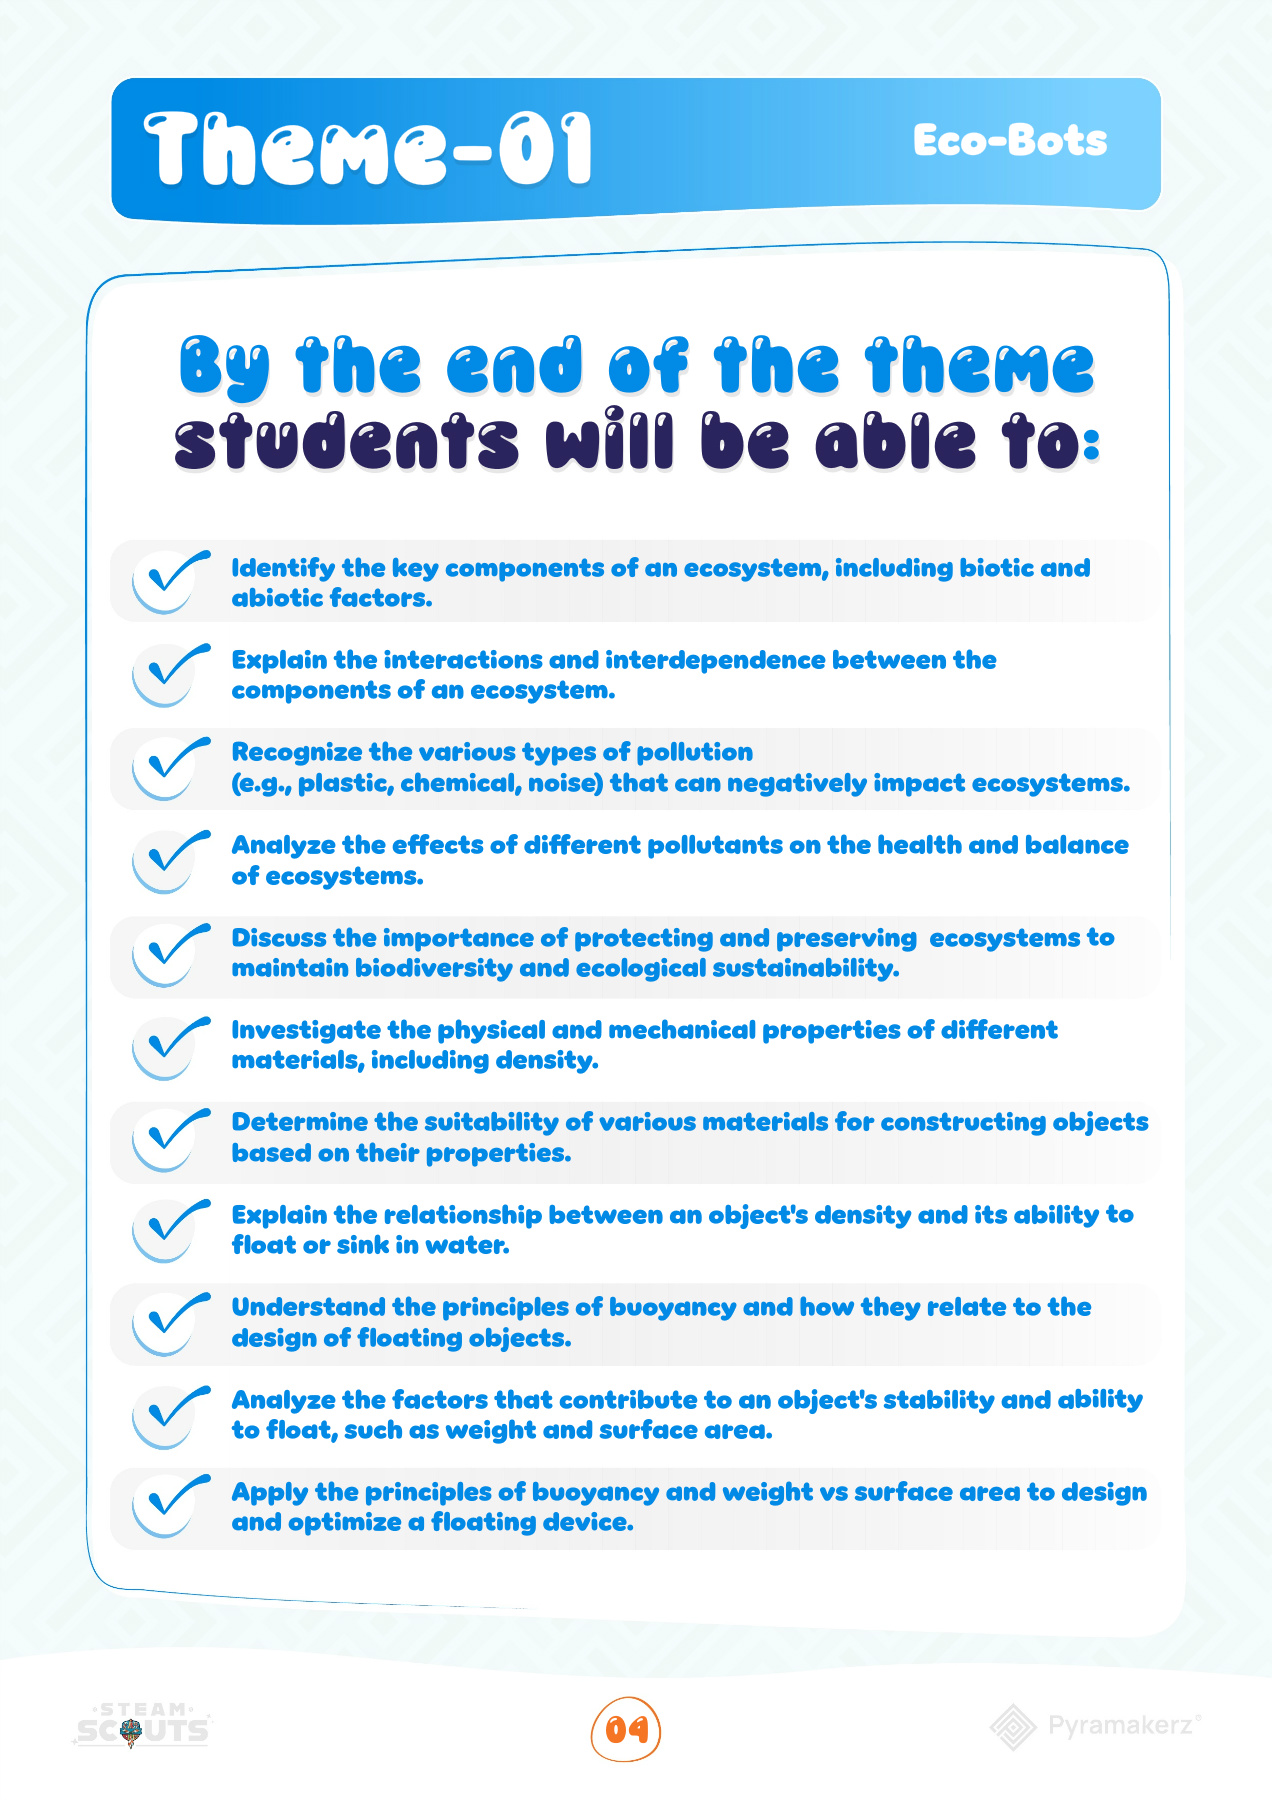 Theme-01
Eco-Bots
By the end of the theme
students will be able to:
Identify the key components of an ecosystem, including biotic and
abiotic factors.
Explain the interactions and interdependence between the
components of an ecosystem.
Recognize the various types of pollution
(e.g., plastic, chemical, noise) that can negatively impact ecosystems.
Analyze the effects of different pollutants on the health and balance
of ecosystems.
Discuss the importance of protecting and preserving  ecosystems to
maintain biodiversity and ecological sustainability.
Investigate the physical and mechanical properties of different
materials, including density.
Determine the suitability of various materials for constructing objects
based on their properties.
Explain the relationship between an object's density and its ability to
float or sink in water.
Understand the principles of buoyancy and how they relate to the
design of floating objects.
Analyze the factors that contribute to an object's stability and ability
to float, such as weight and surface area.
Apply the principles of buoyancy and weight vs surface area to design
and optimize a floating device.
STEAM
SCOUTS
04
Pyramakerz